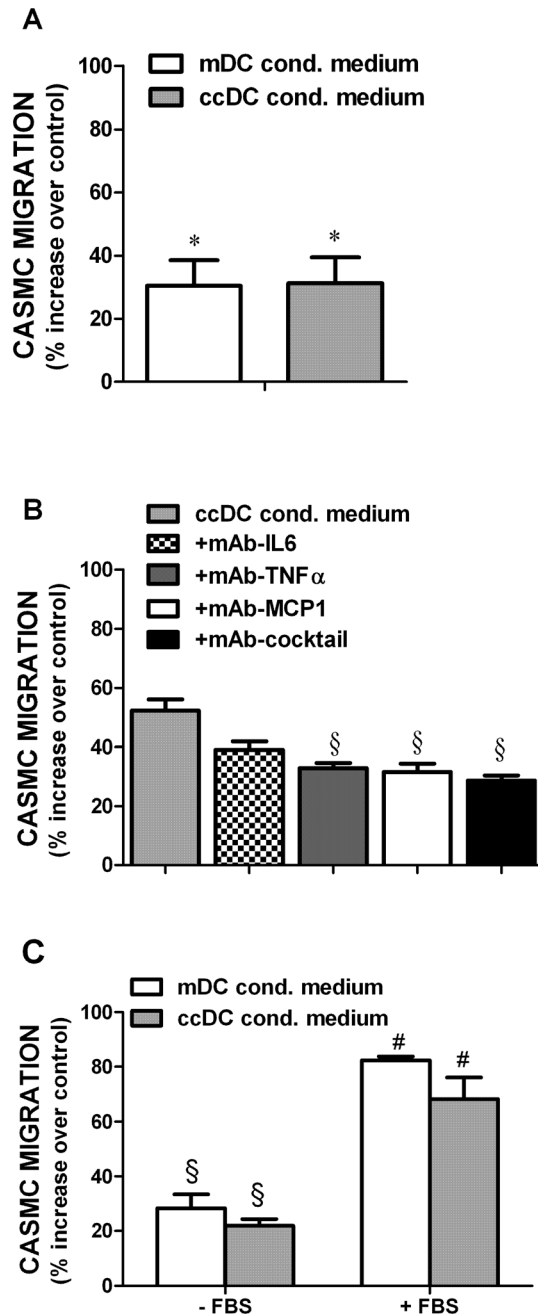 A
mDC cond. medium
ccDC cond. medium
CASMC MIGRATION
(% increase over control)
100
80
60
40
20
0
*
*
B
ccDC cond. medium
+mAb-IL6
+mAb-TNFα
+mAb-MCP1
+mAb-cocktail
CASMC MIGRATION
(% increase over control)
100
80
60
40
20
0
§
§
§
C
mDC cond. medium
ccDC cond. medium
CASMC MIGRATION
(% increase over control)
100
80
60
40
20
0
§
§
#
#
- FBS
+ FBS